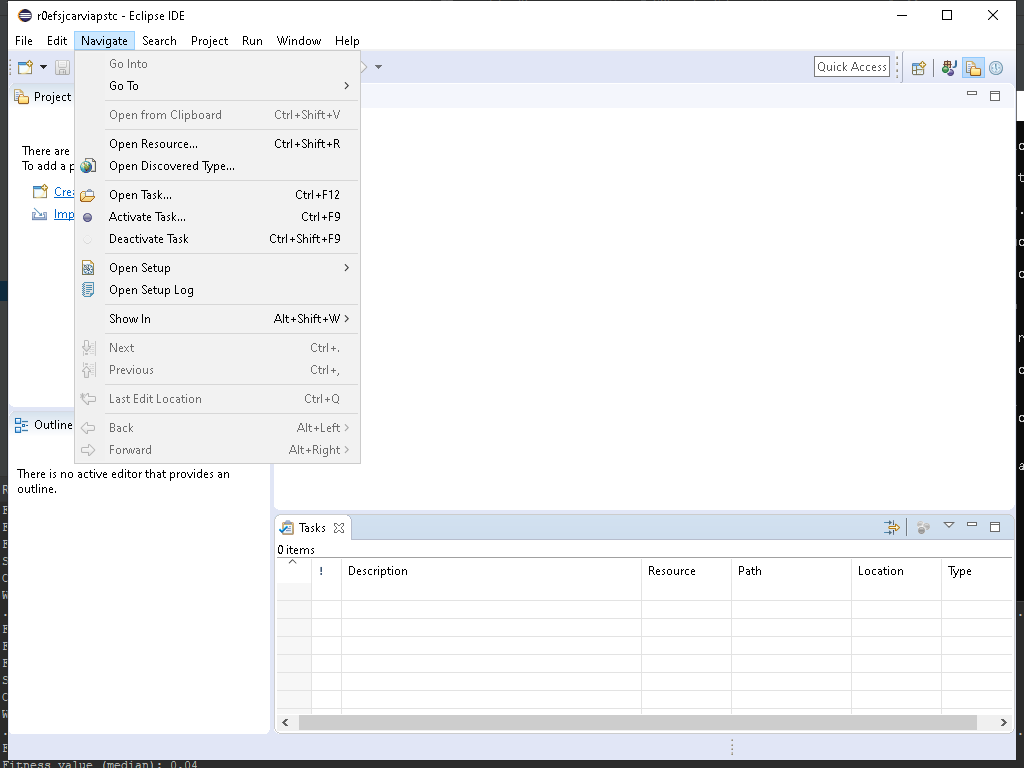 r0efsjcarviapstc - Eclipse IDE
File Edit Navigate Search Project Run Window Help
Quick Access
Project
Go Into
Go To
Open from Clipboard Ctrl+Shift+V
Open Resource... Ctrl+Shift+R
Open Discovered Type...
Open Task... Ctrl+F12
Activate Task... Ctrl+F9
Deactivate Task Ctrl+Shift+F9
Open Setup
Open Setup Log
Show In Alt+Shift+W
Next Ctrl+.
Previous Ctrl+,
Last Edit Location Ctrl+Q
Back Alt+Left
Forward Alt+Right
There are
To add a p
Crea
Imp
Outline
There is no active editor that provides an
outline.
Tasks
0 items
! Description Resource Path Location Type
Fitness value (median): 0.04